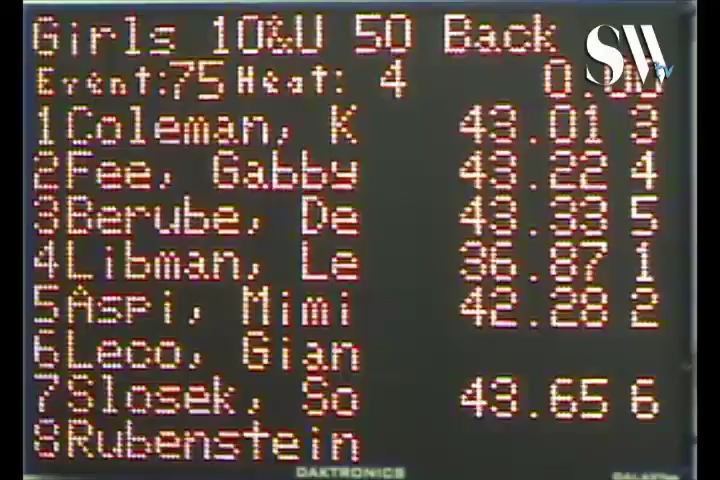 Girls 10&U 50 Back
Event:75 Heat: 4 0.00
1Coleman, K 43.01 3
2Fee, Gabby 43.22 4
3Berube, De 43.33 5
4Libman, Le 36.87 1
5Aspi, Mimi 42.28 2
6Leco, Gian
7Slosek, So 43.65 6
8Rubenstein
DAKTRONICS
SW
tv